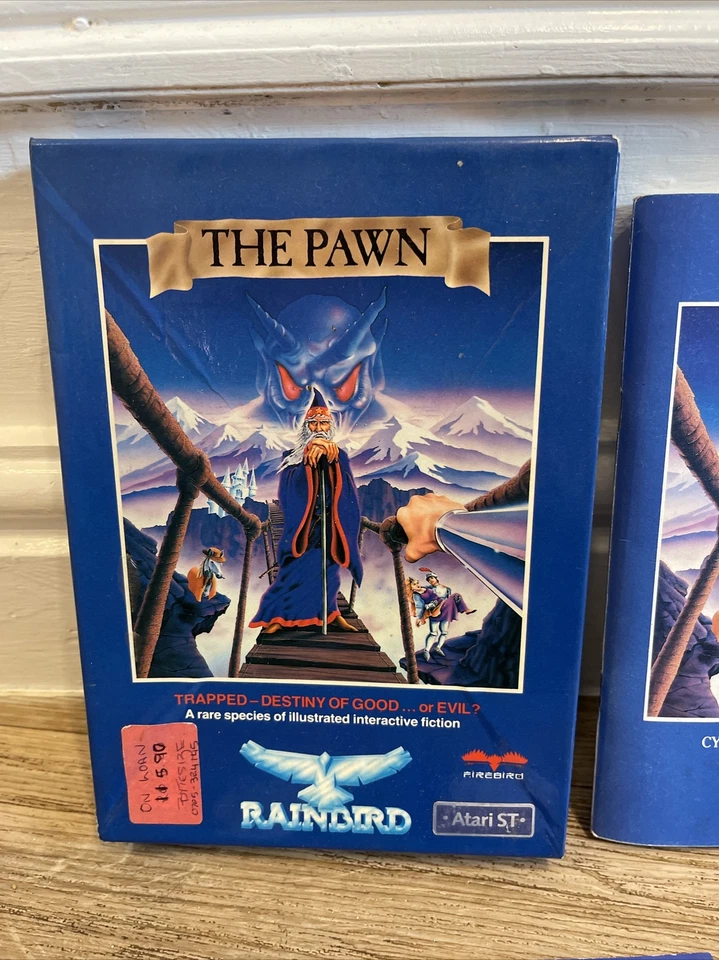 THE PAWN
TRAPPED – DESTINY OF GOOD ... or EVIL?
A rare species of illustrated interactive fiction
RAINBIRD
FIREBIRD
·Atari ST·
ON LOAN
CY